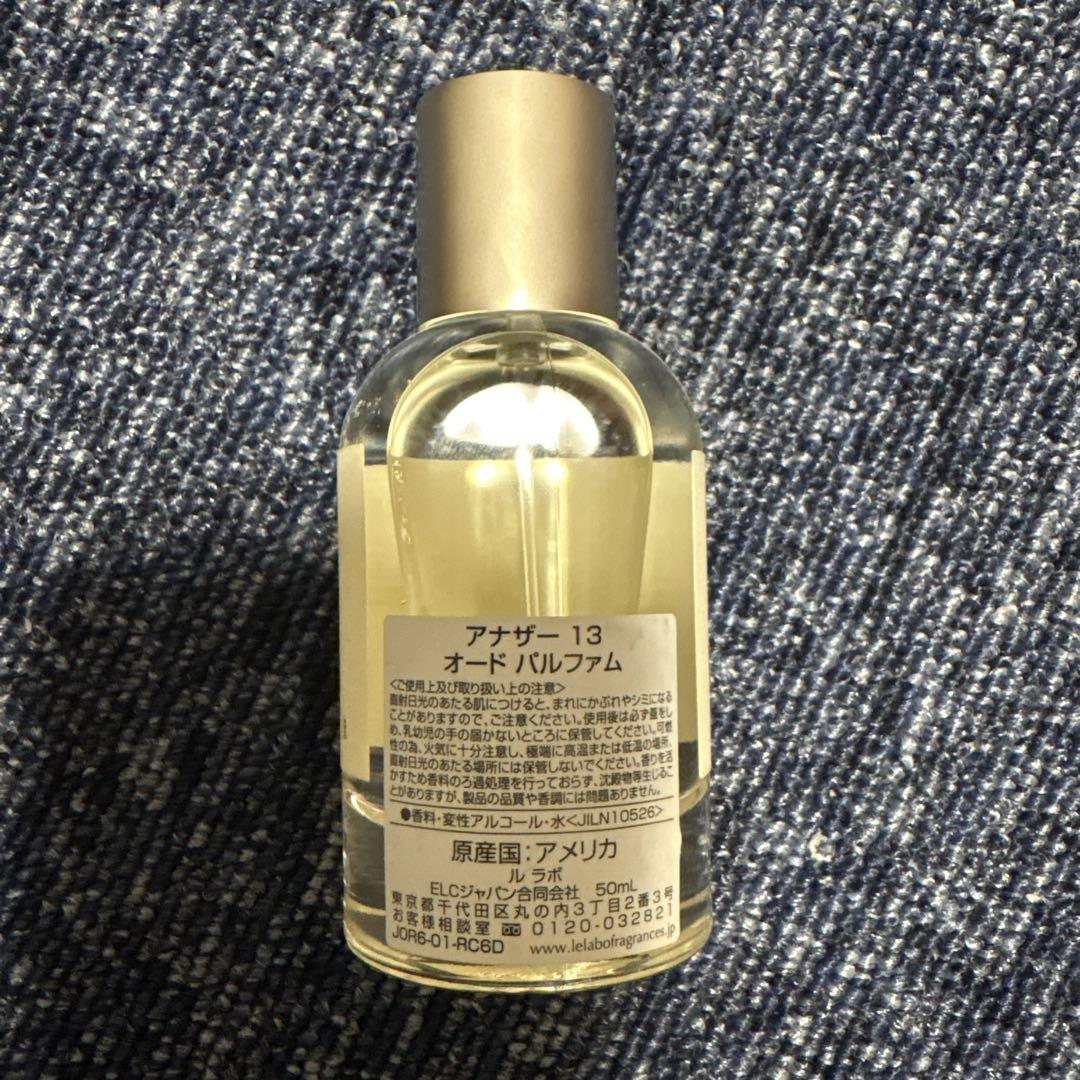 アナザー 13
オード パルファム
<ご使用上及び取り扱い上の注意>
直射日光のあたる肌につけると、まれにかぶれやシミになる
ことがありますので、ご注意ください。使用後は必ず蓋をし
め、乳幼児の手の届かないところに保管してください。可燃
性の為、火気に十分注意し、極端に高温または低温の場所、
直射日光のあたる場所には保管しないでください。香りを活
かすため香料のろ過処理を行っておらず、沈殿物等生じるこ
とがありますが、製品の品質や香調には問題ありません。
●香料・変性アルコール・水<JILN10526>
原産国：アメリカ
ル ラボ
ELCジャパン合同会社 50mL
東京都千代田区丸の内3丁目2番3号
お客様相談室 0120-032821
J0R6-01-RC6D www.lelabofragrances.jp